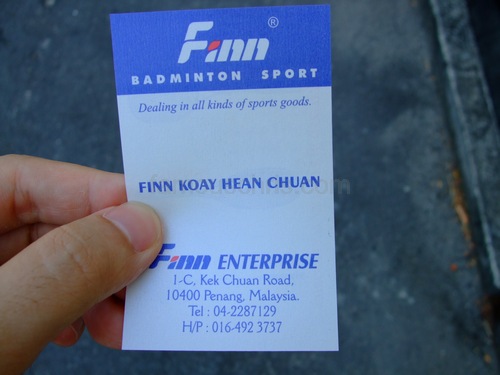 Finn ®
BADMINTON SPORT
Dealing in all kinds of sports goods.
FINN KOAY HEAN CHUAN
Finn ENTERPRISE
1-C, Kek Chuan Road,
10400 Penang, Malaysia.
Tel : 04-2287129
H/P : 016-492 3737